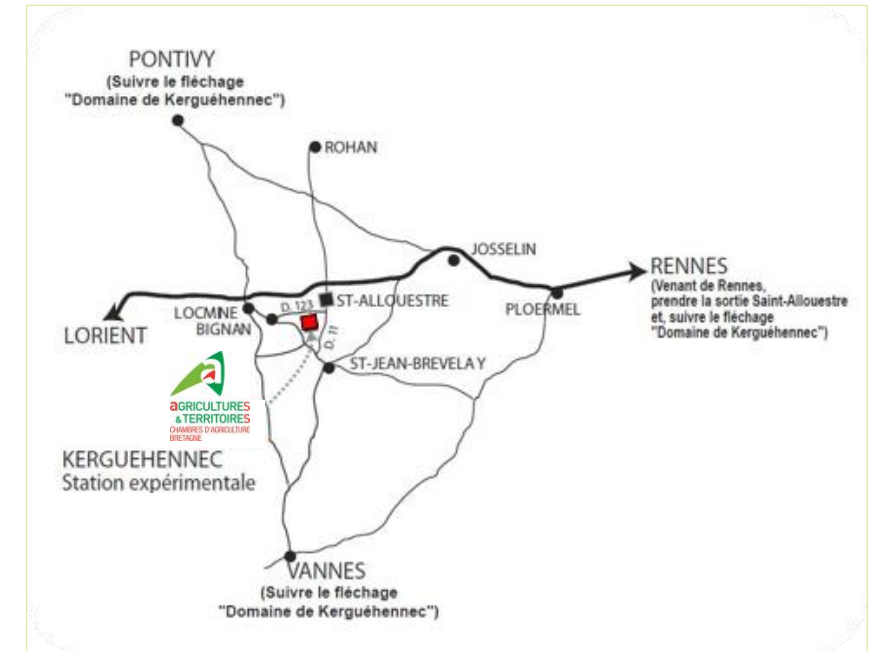 PONTIVY
(Suivre le fléchage
"Domaine de Kerguéhennec")
ROHAN
JOSSELIN
RENNES
(Venant de Rennes,
prendre la sortie Saint-Allouestre
et, suivre le fléchage
"Domaine de Kerguéhennec")
ST-ALLOUESTRE
D. 123
LOCMINE
BIGNAN
PLOERMEL
LORIENT
D. 11
ST-JEAN-BREVELAY
a
aGRICULTURES
& TERRITOIRES
CHAMBRES D'AGRICULTURE
BRETAGNE
KERGUEHENNEC
Station expérimentale
VANNES
(Suivre le fléchage
"Domaine de Kerguéhennec")